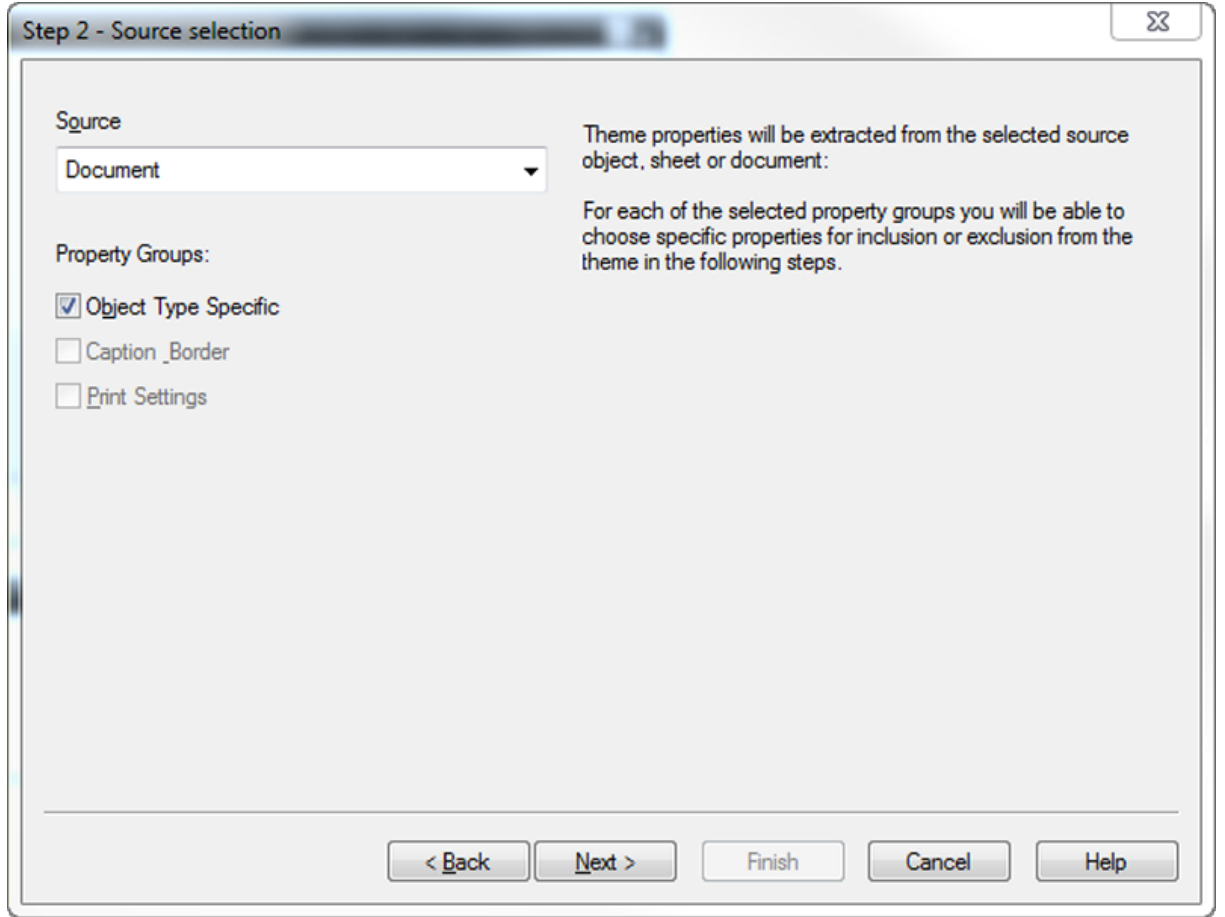 Step 2 - Source selection
Source
Document
Theme properties will be extracted from the selected source
object, sheet or document:
For each of the selected property groups you will be able to
choose specific properties for inclusion or exclusion from the
theme in the following steps.
Property Groups:
Object Type Specific
Caption _Border
Print Settings
< Back
Next >
Finish
Cancel
Help